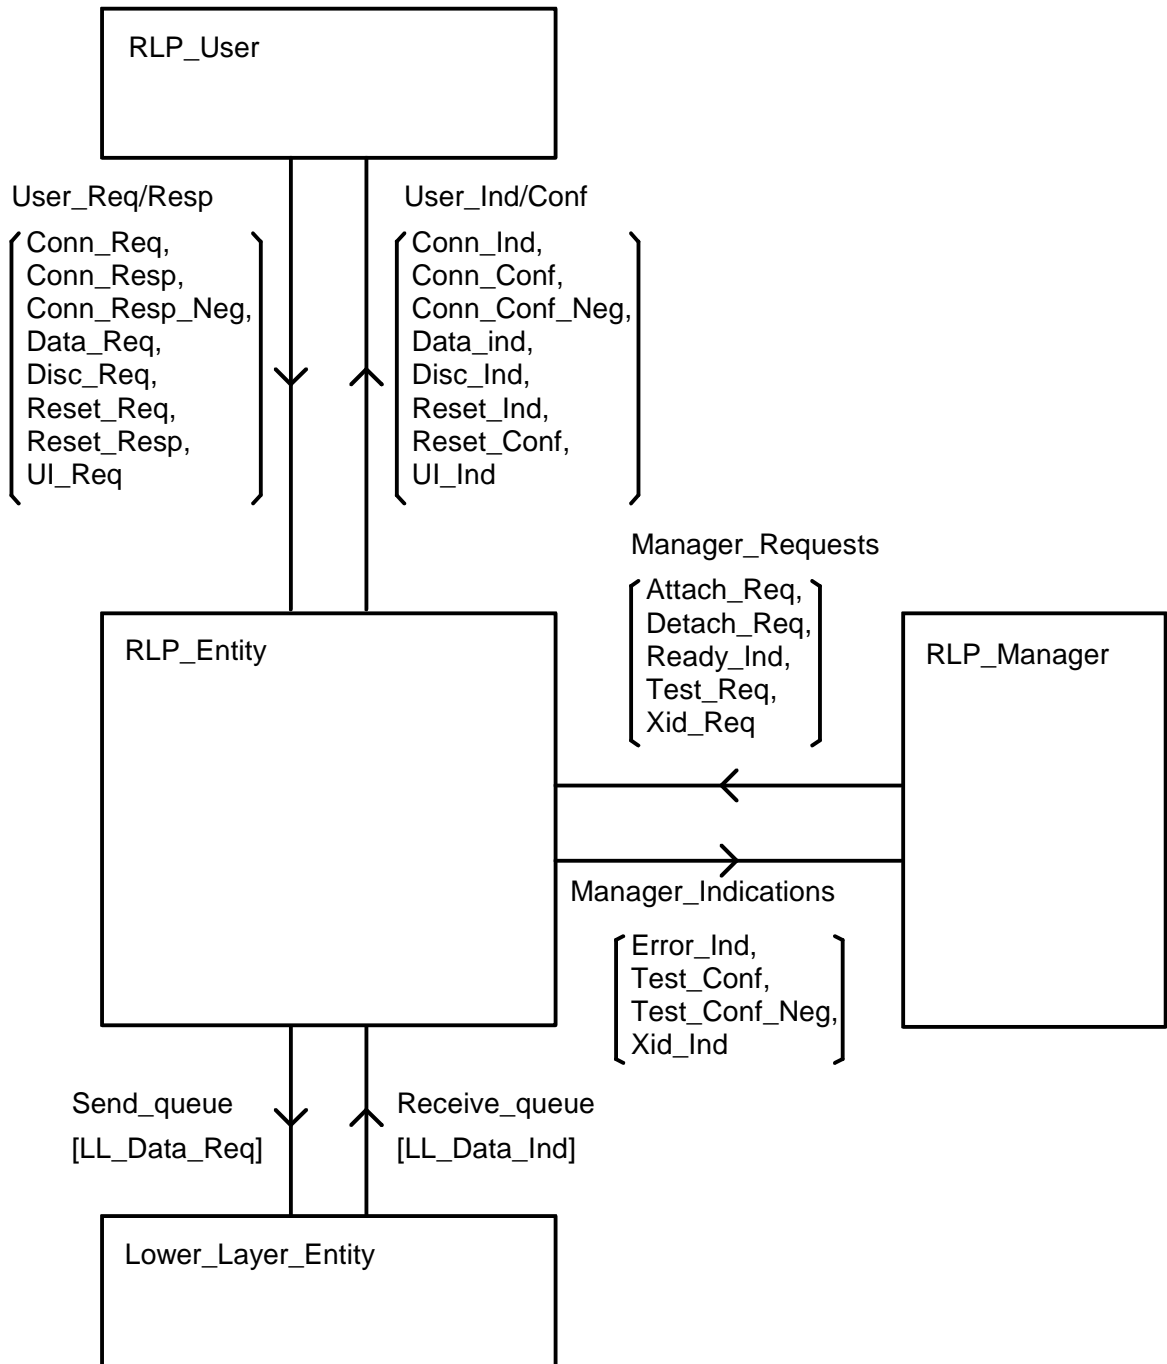 RLP_User
User_Req/Resp
Conn_Req,
Conn_Resp,
Conn_Resp_Neg,
Data_Req,
Disc_Req,
Reset_Req,
Reset_Resp,
UI_Req
User_Ind/Conf
Conn_Ind,
Conn_Conf,
Conn_Conf_Neg,
Data_ind,
Disc_Ind,
Reset_Ind,
Reset_Conf,
UI_Ind
Manager_Requests
Attach_Req,
Detach_Req,
Ready_Ind,
Test_Req,
Xid_Req
RLP_Entity
RLP_Manager
Manager_Indications
Error_Ind,
Test_Conf,
Test_Conf_Neg,
Xid_Ind
Send_queue
[LL_Data_Req]
Receive_queue
[LL_Data_Ind]
Lower_Layer_Entity